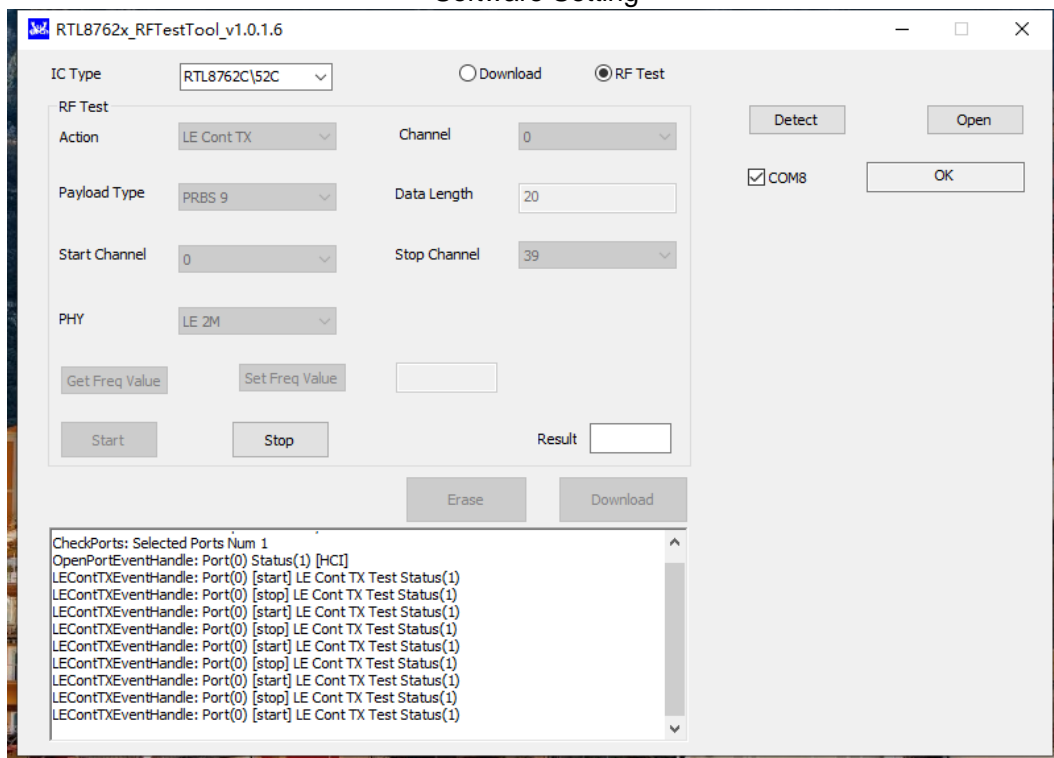 Software Setting
RTL8762x_RFTestTool_v1.0.1.6
IC Type RTL8762C\52C Download RF Test
RF Test
Detect Open
Action LE Cont TX Channel 0
COM8 OK
Payload Type PRBS 9 Data Length 20
Start Channel 0 Stop Channel 39
PHY LE 2M
Get Freq Value Set Freq Value
Start Stop Result
Erase Download
CheckPorts: Selected Ports Num 1
OpenPortEventHandle: Port(0) Status(1) [HCI]
LEContTXEventHandle: Port(0) [start] LE Cont TX Test Status(1)
LEContTXEventHandle: Port(0) [stop] LE Cont TX Test Status(1)
LEContTXEventHandle: Port(0) [start] LE Cont TX Test Status(1)
LEContTXEventHandle: Port(0) [stop] LE Cont TX Test Status(1)
LEContTXEventHandle: Port(0) [start] LE Cont TX Test Status(1)
LEContTXEventHandle: Port(0) [stop] LE Cont TX Test Status(1)
LEContTXEventHandle: Port(0) [start] LE Cont TX Test Status(1)
LEContTXEventHandle: Port(0) [stop] LE Cont TX Test Status(1)
LEContTXEventHandle: Port(0) [start] LE Cont TX Test Status(1)